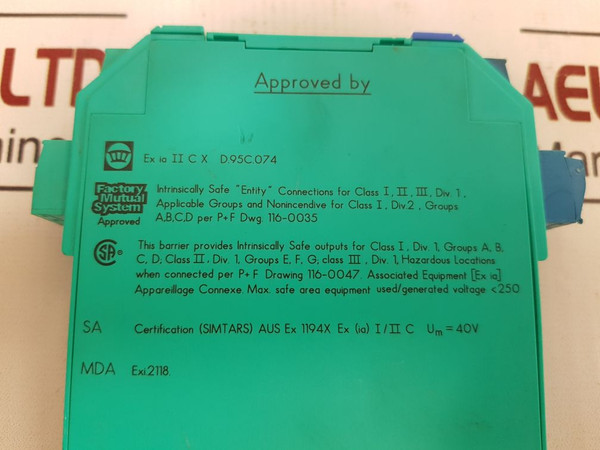 Approved by
Ex ia II C X D.95C.074
Factory
Mutual
System
Approved
Intrinsically Safe "Entity" Connections for Class I, II, III, Div. 1,
Applicable Groups and Nonincendive for Class I, Div.2, Groups
A,B,C,D per P+F Dwg. 116-0035
SA
This barrier provides Intrinsically Safe outputs for Class I, Div. 1, Groups A, B,
C, D; Class II. Div. 1, Groups E, F, G; class III. Div. 1, Hazardous Locations
when connected per P+F Drawing 116-0047. Associated Equipment [Ex ia]
Appareillage Connexe. Max. safe area equipment used/generated voltage <250
SA Certification (SIMTARS) AUS Ex 1194X Ex (ia) I/II C Um = 40V
MDA Exi.2118.